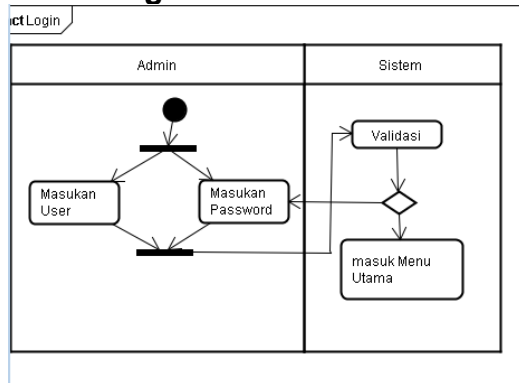 ct Login
Admin
Sistem
Validasi
Masukan
User
Masukan
Password
masuk Menu
Utama